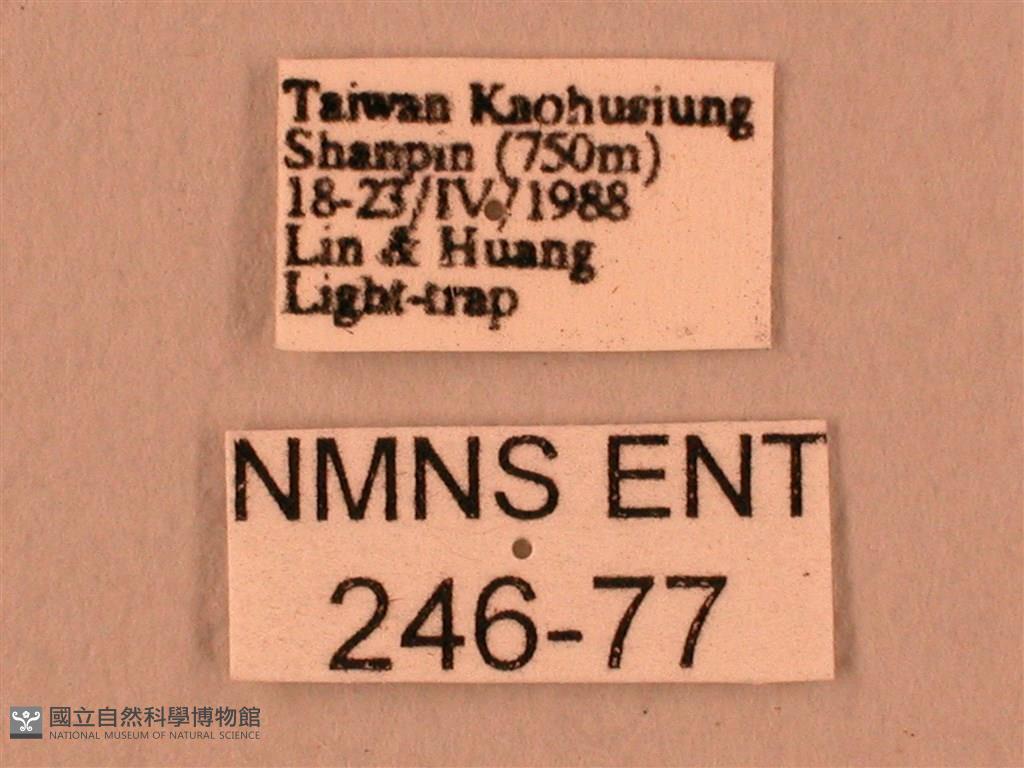 Taiwan Kaohusiung
Shanpin (750m)
18-23/IV/1988
Lin & Huang
Light-trap
NMNS ENT
246-77
國立自然科學博物館
NATIONAL MUSEUM OF NATURAL SCIENCE